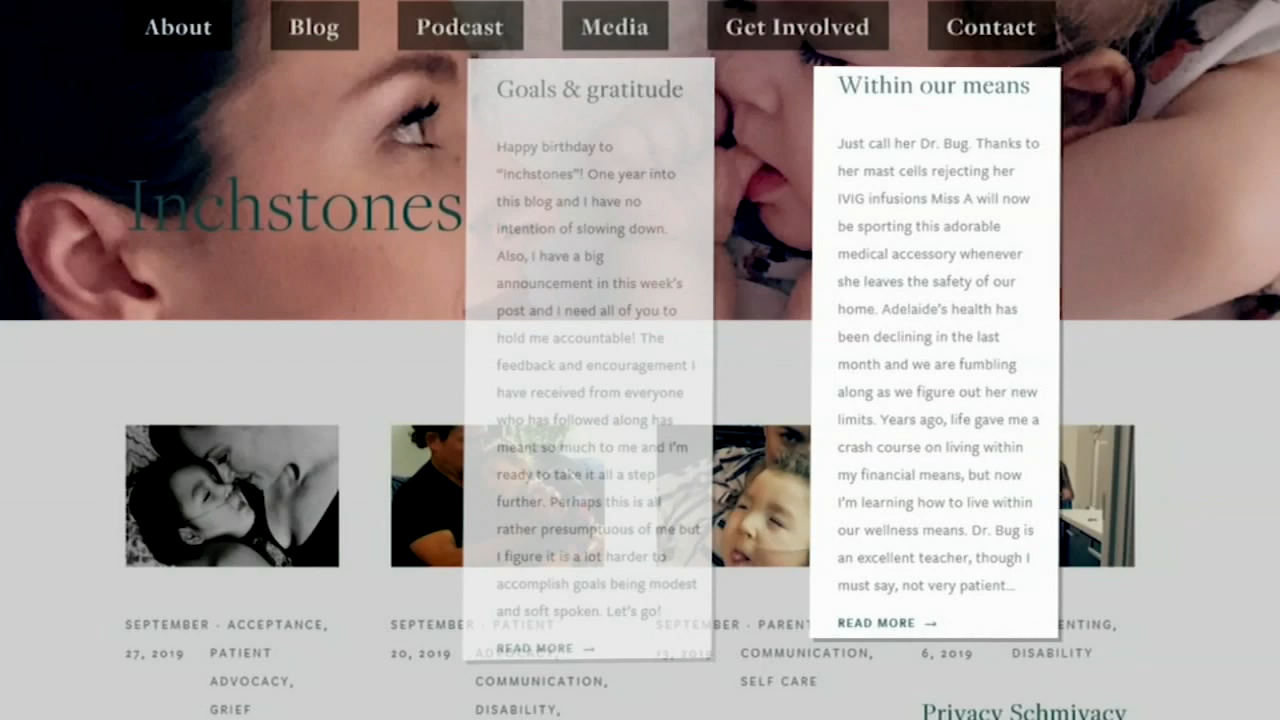 About
Blog
Podcast
Media
Get Involved
Contact
Inchstones
Goals & gratitude
Happy birthday to
“Inchstones”! One year into
this blog and I have no
intention of slowing down.
Also, I have a big
announcement in this week’s
post and I need all of you to
hold me accountable! The
feedback and encouragement I
have received from everyone
who has followed along has
meant so much to me and I’m
ready to take it all a step
further. Perhaps this is all
rather presumptuous of me but
I figure it is a lot harder to
accomplish goals being modest
and soft spoken. Let’s go!
READ MORE →
Within our means
Just call her Dr. Bug. Thanks to
her mast cells rejecting her
IVIG infusions Miss A will now
be sporting this adorable
medical accessory whenever
she leaves the safety of our
home. Adelaide’s health has
been declining in the last
month and we are fumbling
along as we figure out her new
limits. Years ago, life gave me a
crash course on living within
my financial means, but now
I’m learning how to live within
our wellness means. Dr. Bug is
an excellent teacher, though I
must say, not very patient...
READ MORE →
SEPTEMBER · ACCEPTANCE,
27, 2019 PATIENT
ADVOCACY,
GRIEF
SEPTEMBER · PATIENT
20, 2019 ADVOCACY,
COMMUNICATION,
DISABILITY,
SEPTEMBER · PARENT
13, 2019 COMMUNICATION,
SELF CARE
ENTING,
6, 2019 DISABILITY
Privacy Schmivacy